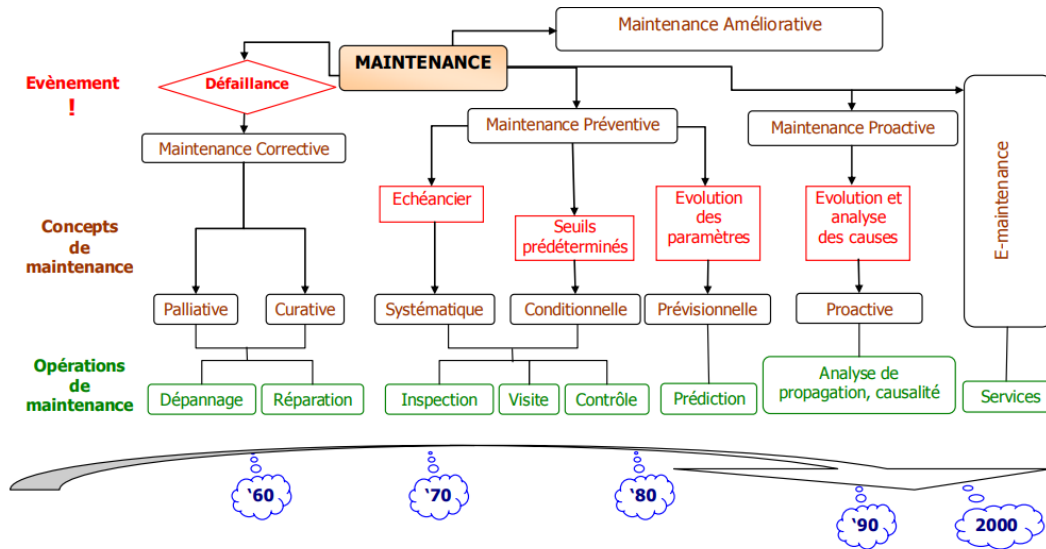 Maintenance Améliorative
MAINTENANCE
Evènement
!
Défaillance
Maintenance Corrective
Maintenance Préventive
Maintenance Proactive
E-maintenance
Concepts
de
maintenance
Echéancier
Seuils
prédéterminés
Evolution
des
paramètres
Evolution et
analyse
des causes
Palliative
Curative
Systématique
Conditionnelle
Prévisionnelle
Proactive
Opérations
de
maintenance
Dépannage
Réparation
Inspection
Visite
Contrôle
Prédiction
Analyse de
propagation, causalité
Services
'60
'70
'80
'90
2000